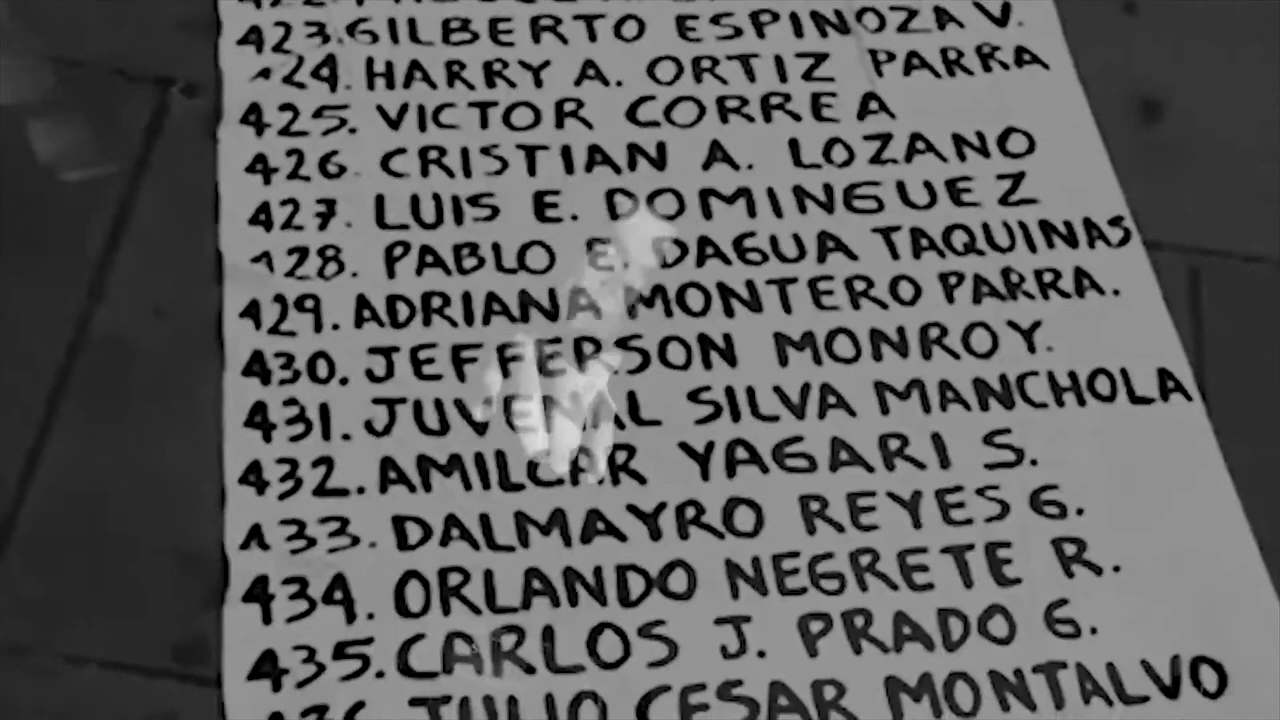 423. GILBERTO ESPINOZA V.
424. HARRY A. ORTIZ PARRA
425. VICTOR CORREA
426. CRISTIAN A. LOZANO
427. LUIS E. DOMINGUEZ
428. PABLO E. DAGUA TAQUINAS
429. ADRIANA MONTERO PARRA.
430. JEFFERSON MONROY.
431. JUVENAL SILVA MANCHOLA
432. AMILCAR YAGARI S.
433. DALMAYRO REYES G.
434. ORLANDO NEGRETE R.
435. CARLOS J. PRADO G.
JULIO CESAR MONTALVO